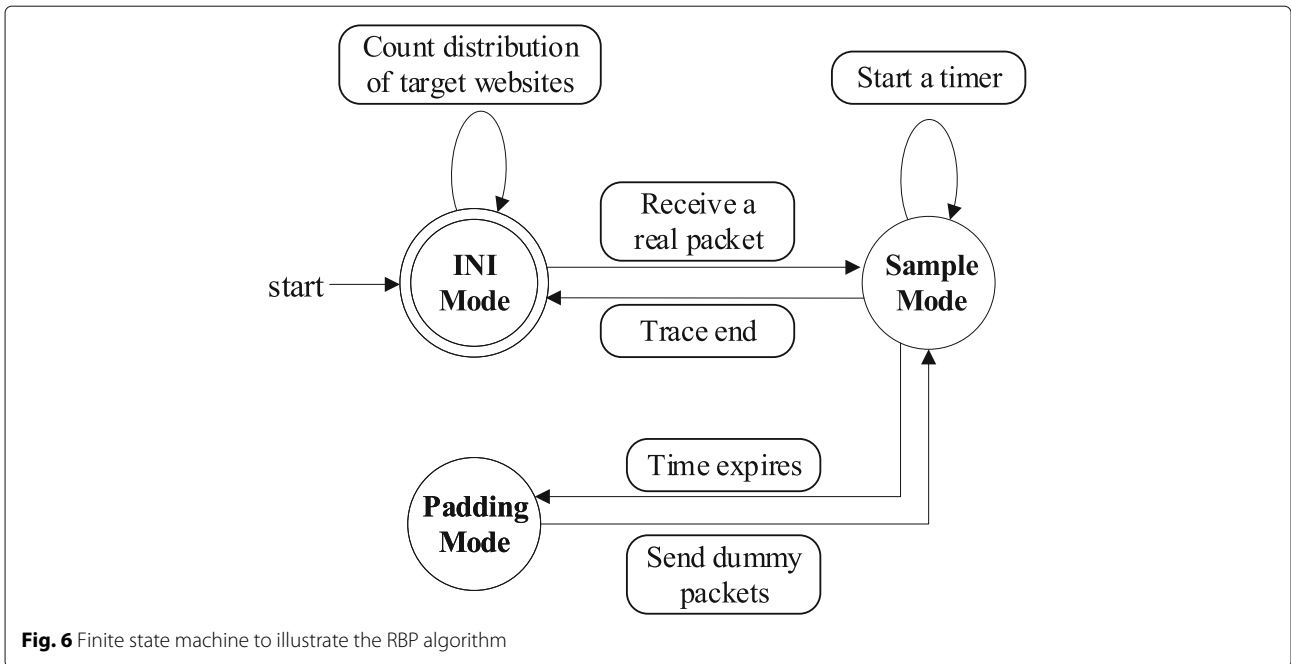 Count distribution
of target websites
Start a timer
Receive a
real packet
start
INI
Mode
Sample
Mode
Trace end
Time expires
Padding
Mode
Send dummy
packets
Fig. 6 Finite state machine to illustrate the RBP algorithm